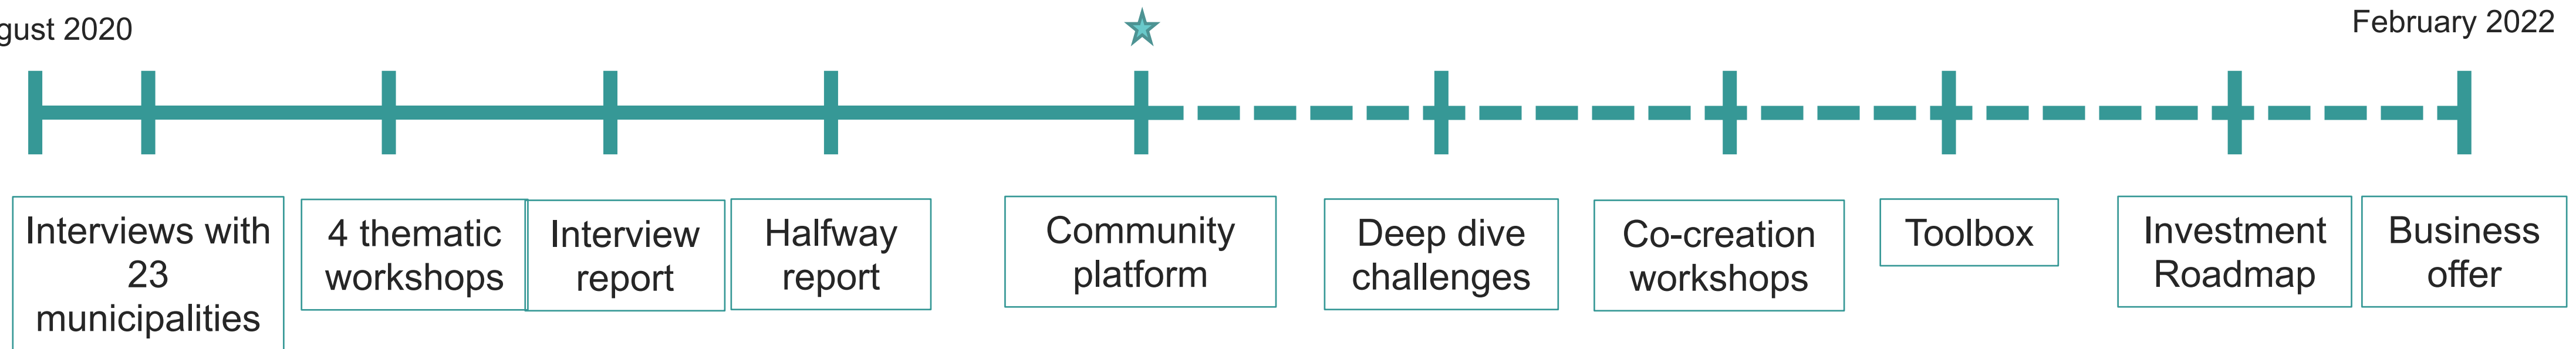 gust 2020
February 2022
Interviews with
23
municipalities
4 thematic
workshops
Interview
report
Halfway
report
Community
platform
Deep dive
challenges
Co-creation
workshops
Toolbox
Investment
Roadmap
Business
offer